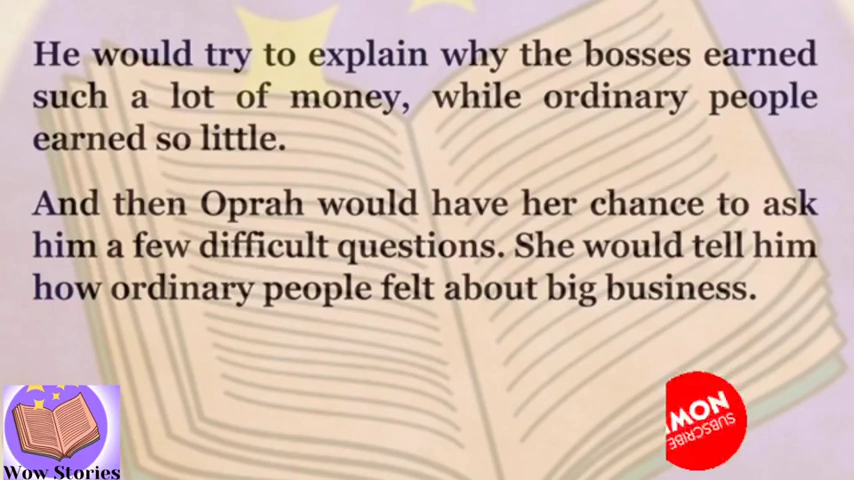 He would try to explain why the bosses earned
such a lot of money, while ordinary people
earned so little.
And then Oprah would have her chance to ask
him a few difficult questions. She would tell him
how ordinary people felt about big business.
Wow Stories
NOW
SUBSCRIBE